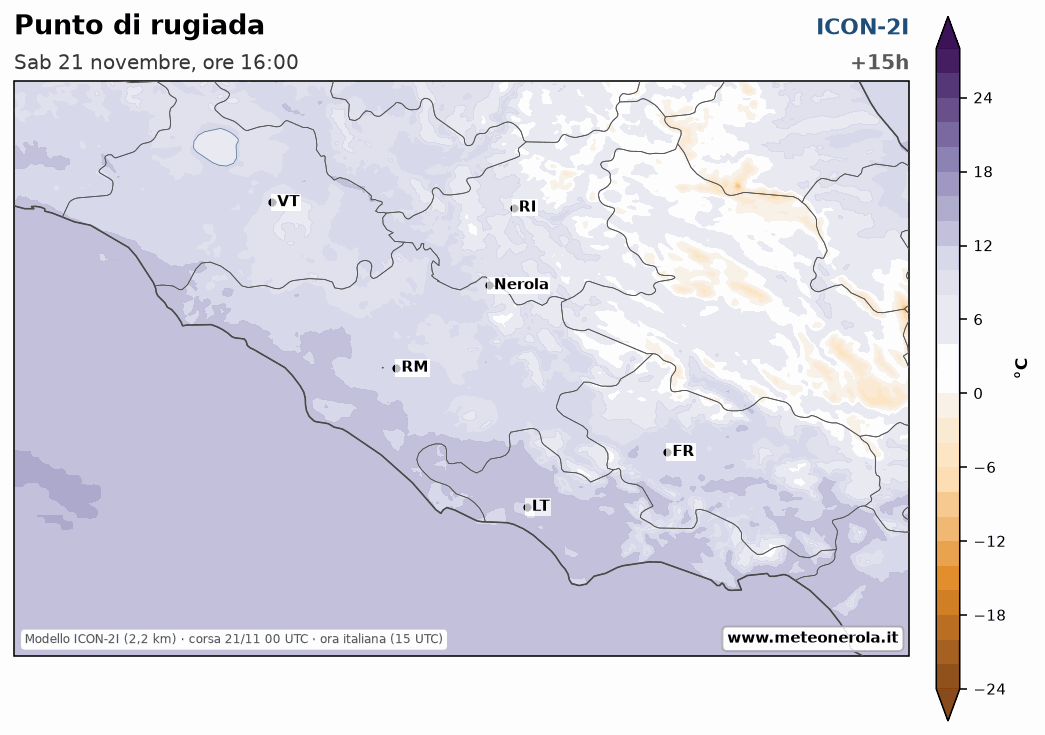 Punto di rugiada
ICON-2I
Sab 21 novembre, ore 16:00
+15h
VT
RI
Nerola
RM
FR
LT
24
18
12
6
0
−6
−12
−18
−24
°C
Modello ICON-2I (2,2 km) · corsa 21/11 00 UTC · ora italiana (15 UTC)
www.meteonerola.it